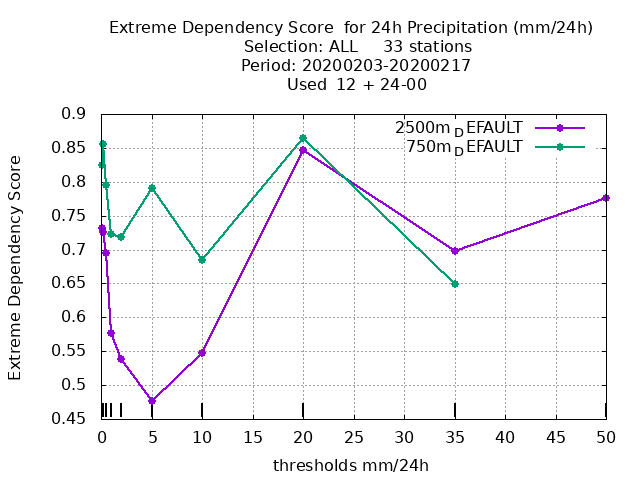 Extreme Dependency Score  for 24h Precipitation (mm/24h)
Selection: ALL     33 stations
Period: 20200203-20200217
Used  12 + 24-00
2500m_DEFAULT
750m_DEFAULT
Extreme Dependency Score
0.9
0.85
0.8
0.75
0.7
0.65
0.6
0.55
0.5
0.45
0 5 10 15 20 25 30 35 40 45 50
thresholds mm/24h